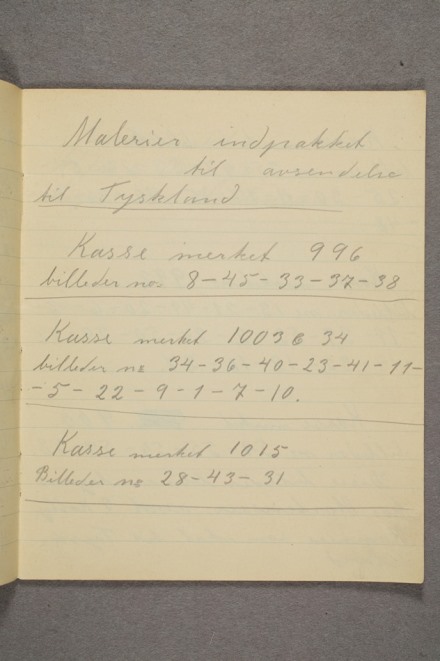 Malerier indpakket
til avsendelse
til Tyskland
Kasse merket 996
billeder nos 8-45-33-37-38
Kasse merket 1003 34
billeder no 34-36-40-23-41-11-
-5-22-9-1-7-10.
Kasse merket 1015
Billeder no 28-43-31